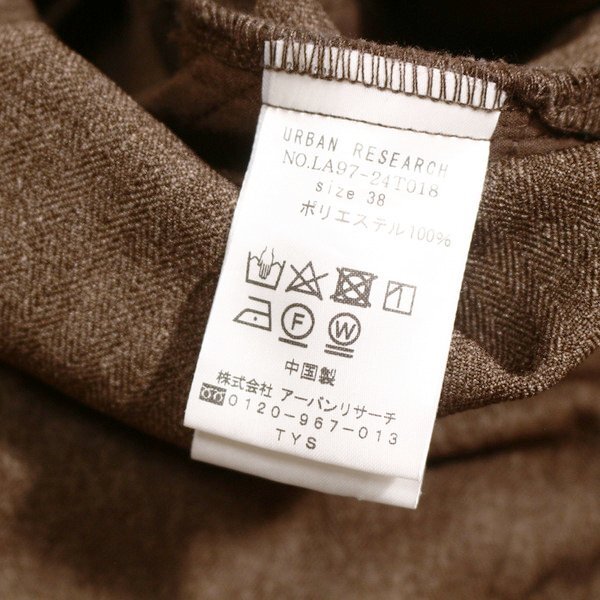 URBAN RESEARCH
NO.LA97-24T018
size 38
ポリエステル100%
F W
中国製
株式会社 アーバンリサーチ
0120-967-013
TYS